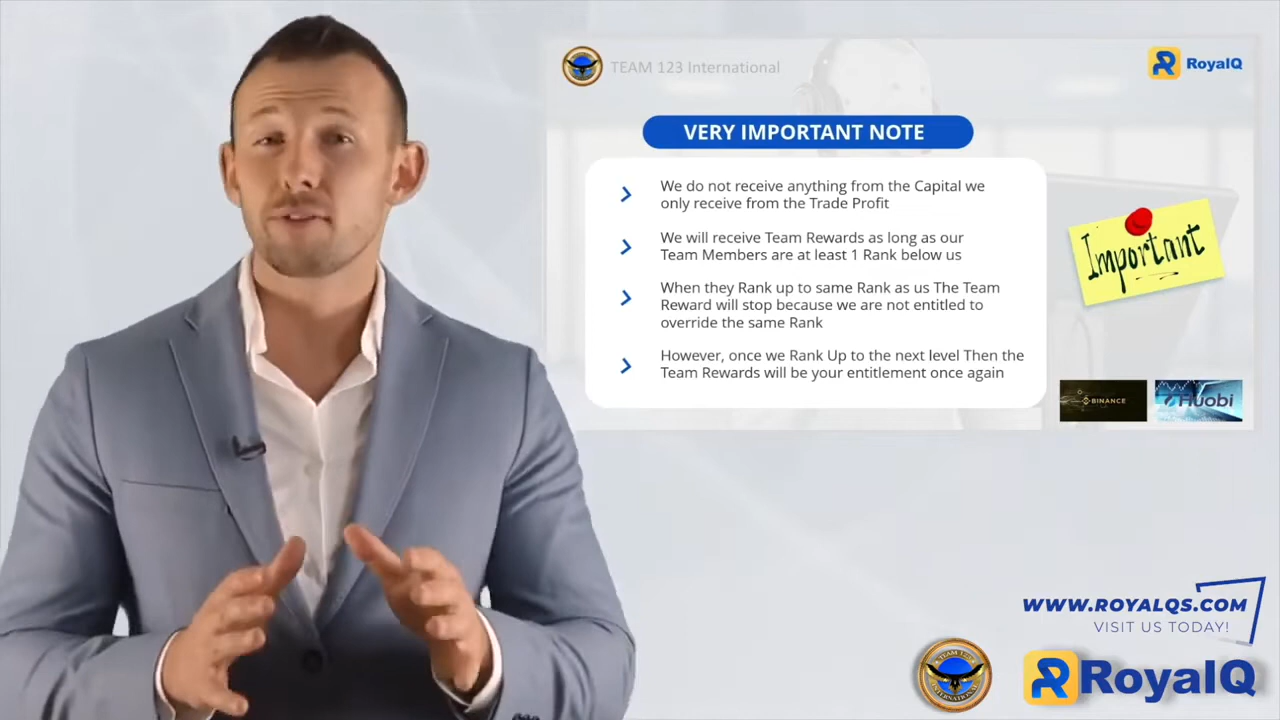 TEAM 123 International
RoyalQ
VERY IMPORTANT NOTE
We do not receive anything from the Capital we
only receive from the Trade Profit
We will receive Team Rewards as long as our
Team Members are at least 1 Rank below us
When they Rank up to same Rank as us The Team
Reward will stop because we are not entitled to
override the same Rank
However, once we Rank Up to the next level Then the
Team Rewards will be your entitlement once again
Important
BINANCE
Huobi
WWW.ROYALQS.COM
VISIT US TODAY!
TEAM 123
INTERNATIONAL
RoyalQ